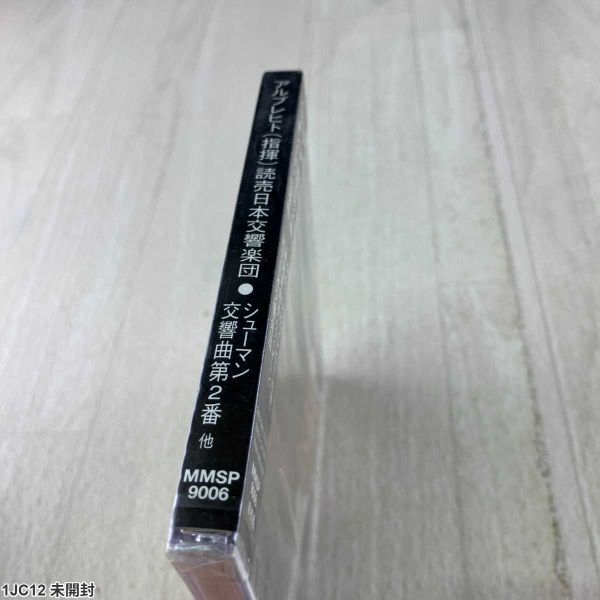 アルブレヒト(指揮)読売日本交響楽団●シューマン
交響曲第2番 他
MMSP
9006
1JC12 未開封